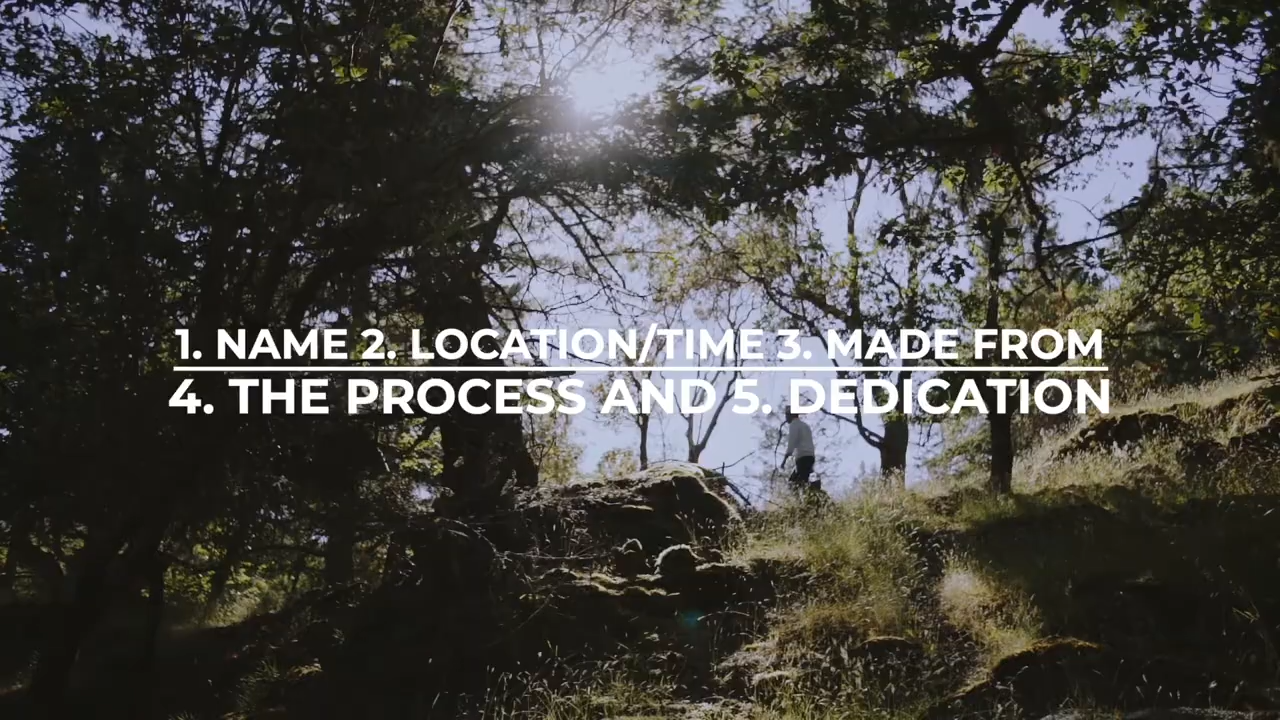 1. NAME 2. LOCATION/TIME 3. MADE FROM
4. THE PROCESS AND 5. DEDICATION